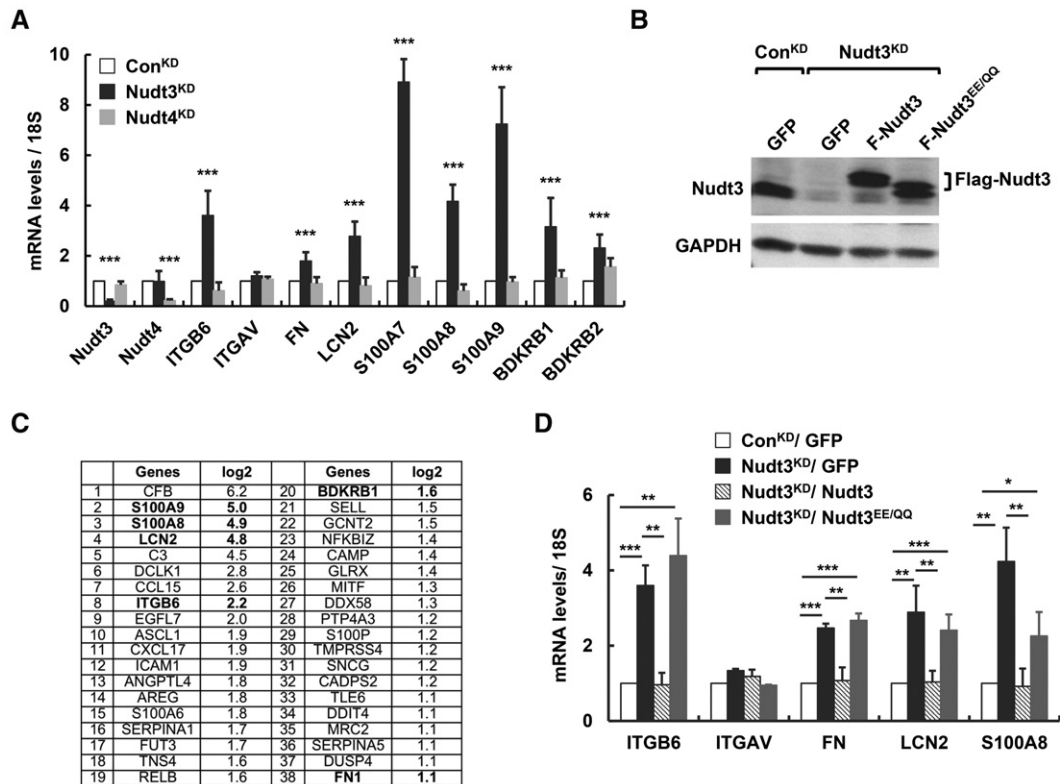 A
mRNA levels / 18S
10
8
6
4
2
0
Con^KD
Nudt3^KD
Nudt4^KD
*** *** *** *** *** *** *** *** *** ***
Nudt3 Nudt4 ITGB6 ITGAV FN LCN2 S100A7 S100A8 S100A9 BDKRB1 BDKRB2
B
Con^KD Nudt3^KD
GFP GFP F-Nudt3 F-Nudt3^EE/QQ
Nudt3 Flag-Nudt3
GAPDH
C
Genes log2 Genes log2
1 CFB 6.2 20 BDKRB1 1.6
2 S100A9 5.0 21 SELL 1.5
3 S100A8 4.9 22 GCNT2 1.5
4 LCN2 4.8 23 NFKBIZ 1.4
5 C3 4.5 24 CAMP 1.4
6 DCLK1 2.8 25 GLRX 1.4
7 CCL15 2.6 26 MITF 1.3
8 ITGB6 2.2 27 DDX58 1.3
9 EGFL7 2.0 28 PTP4A3 1.2
10 ASCL1 1.9 29 S100P 1.2
11 CXCL17 1.9 30 TMPRSS4 1.2
12 ICAM1 1.9 31 SNCG 1.2
13 ANGPTL4 1.8 32 CADPS2 1.2
14 AREG 1.8 33 TLE6 1.1
15 S100A6 1.8 34 DDIT4 1.1
16 SERPINA1 1.7 35 MRC2 1.1
17 FUT3 1.7 36 SERPINA5 1.1
18 TNS4 1.6 37 DUSP4 1.1
19 RELB 1.6 38 FN1 1.1
D
Con^KD/ GFP
Nudt3^KD/ GFP
Nudt3^KD/ Nudt3
Nudt3^KD/ Nudt3^EE/QQ
mRNA levels/ 18S
6
4
2
0
** ** ***
*** ** ***
*** ** **
* ** **
ITGB6 ITGAV FN LCN2 S100A8